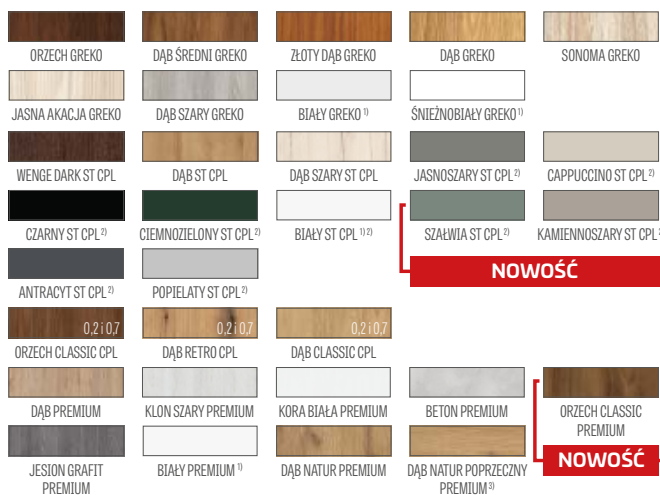 ORZECH GREKO
DĄB ŚREDNI GREKO
ZŁOTY DĄB GREKO
DĄB GREKO
SONOMA GREKO
JASNA AKACJA GREKO
DĄB SZARY GREKO
BIAŁY GREKO 1)
ŚNIEŻNOBIAŁY GREKO 1)
WENGE DARK ST CPL
DĄB ST CPL
DĄB SZARY ST CPL
JASNOSZARY ST CPL 2)
CAPPUCCINO ST CPL 2)
CZARNY ST CPL 2)
CIEMNOZIELONY ST CPL 2)
BIAŁY ST CPL 1) 2)
SZAŁWIA ST CPL 2)
KAMIENNOSZARY ST CPL 2
NOWOŚĆ
ANTRACYT ST CPL 2)
POPIELATY ST CPL 2)
0,2 i 0,7
0,2 i 0,7
0,2 i 0,7
ORZECH CLASSIC CPL
DĄB RETRO CPL
DĄB CLASSIC CPL
DĄB PREMIUM
KLON SZARY PREMIUM
KORA BIAŁA PREMIUM
BETON PREMIUM
ORZECH CLASSIC
PREMIUM
NOWOŚĆ
JESION GRAFIT
PREMIUM
BIAŁY PREMIUM 1)
DĄB NATUR PREMIUM
DĄB NATUR POPRZECZNY
PREMIUM 3)